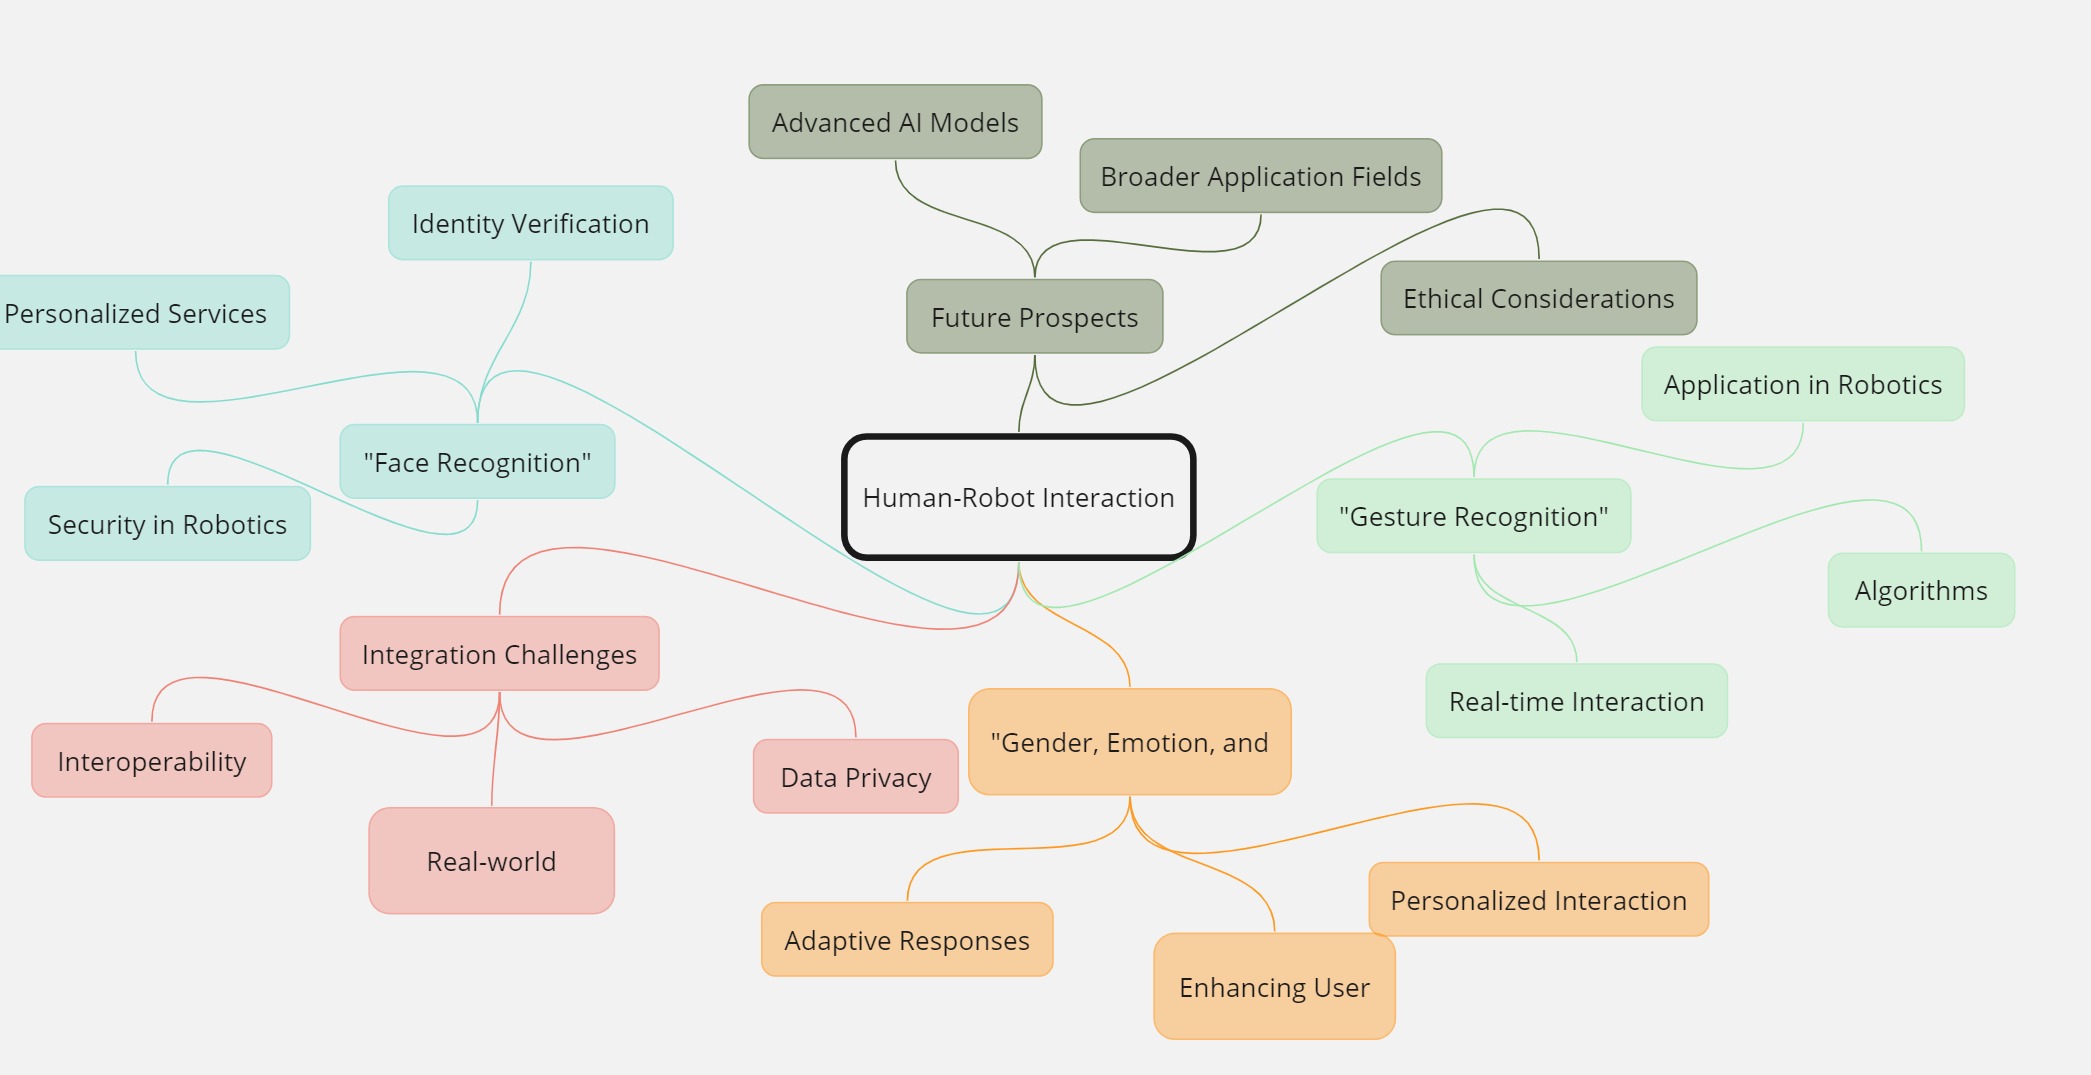 Advanced AI Models
Broader Application Fields
Identity Verification
Ethical Considerations
Personalized Services
Future Prospects
Application in Robotics
"Face Recognition"
Human-Robot Interaction
"Gesture Recognition"
Security in Robotics
Algorithms
Integration Challenges
Real-time Interaction
"Gender, Emotion, and
Interoperability
Data Privacy
Real-world
Personalized Interaction
Adaptive Responses
Enhancing User